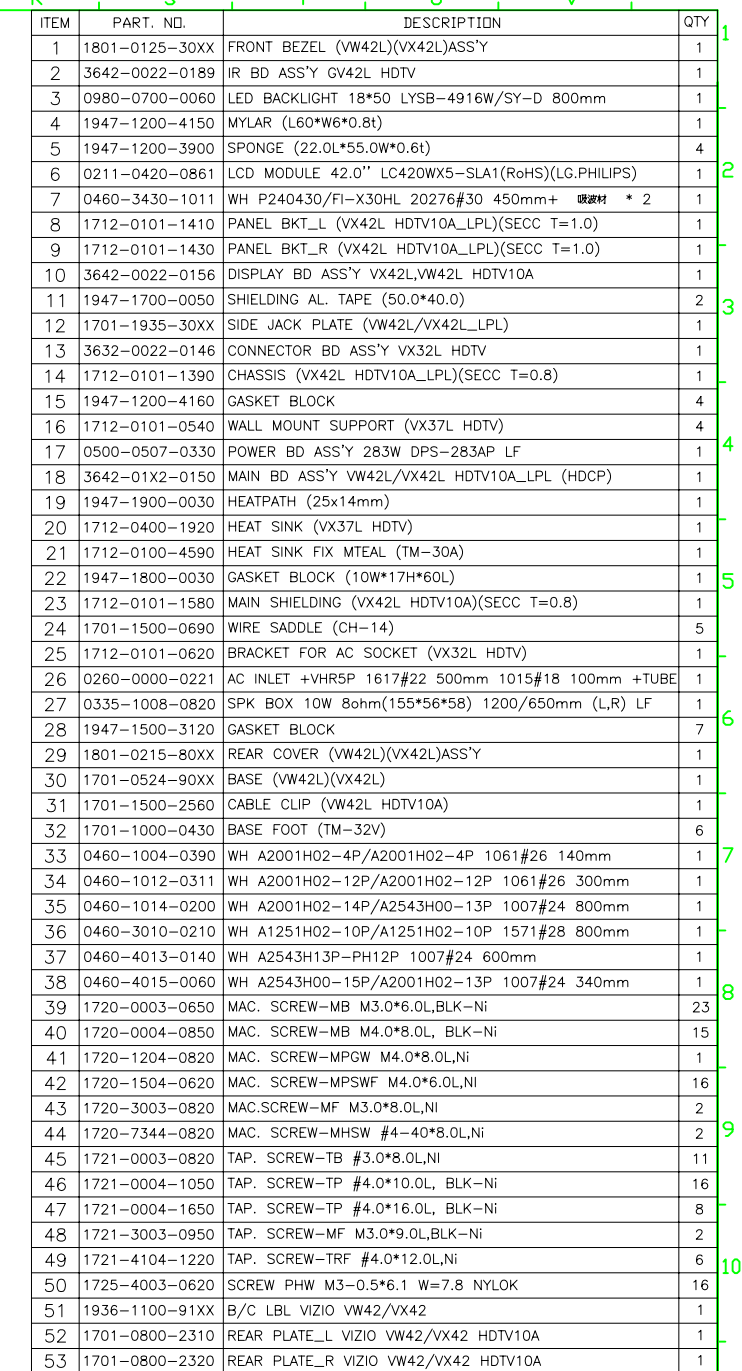 ITEM PART. NO. DESCRIPTION QTY
1 1801-0125-30XX FRONT BEZEL (VW42L)(VX42L)ASS'Y 1
2 3642-0022-0189 IR BD ASS'Y GV42L HDTV 1
3 0980-0700-0060 LED BACKLIGHT 18*50 LYSB-4916W/SY-D 800mm 1
4 1947-1200-4150 MYLAR (L60*W6*0.8t) 1
5 1947-1200-3900 SPONGE (22.0L*55.0W*0.6t) 4
6 0211-0420-0861 LCD MODULE 42.0'' LC420WX5-SLA1(RoHS)(LG.PHILIPS) 1
7 0460-3430-1011 WH P240430/FI-X30HL 20276#30 450mm+ 吸波材 * 2 1
8 1712-0101-1410 PANEL BKT_L (VX42L HDTV10A_LPL)(SECC T=1.0) 1
9 1712-0101-1430 PANEL BKT_R (VX42L HDTV10A_LPL)(SECC T=1.0) 1
10 3642-0022-0156 DISPLAY BD ASS'Y VX42L,VW42L HDTV10A 1
11 1947-1700-0050 SHIELDING AL. TAPE (50.0*40.0) 2
12 1701-1935-30XX SIDE JACK PLATE (VW42L/VX42L_LPL) 1
13 3632-0022-0146 CONNECTOR BD ASS'Y VX32L HDTV 1
14 1712-0101-1390 CHASSIS (VX42L HDTV10A_LPL)(SECC T=0.8) 1
15 1947-1200-4160 GASKET BLOCK 4
16 1712-0101-0540 WALL MOUNT SUPPORT (VX37L HDTV) 4
17 0500-0507-0330 POWER BD ASS'Y 283W DPS-283AP LF 1
18 3642-01X2-0150 MAIN BD ASS'Y VW42L/VX42L HDTV10A_LPL (HDCP) 1
19 1947-1900-0030 HEATPATH (25x14mm) 1
20 1712-0400-1920 HEAT SINK (VX37L HDTV) 1
21 1712-0100-4590 HEAT SINK FIX MTEAL (TM-30A) 1
22 1947-1800-0030 GASKET BLOCK (10W*17H*60L) 1
23 1712-0101-1580 MAIN SHIELDING (VX42L HDTV10A)(SECC T=0.8) 1
24 1701-1500-0690 WIRE SADDLE (CH-14) 5
25 1712-0101-0620 BRACKET FOR AC SOCKET (VX32L HDTV) 1
26 0260-0000-0221 AC INLET +VHR5P 1617#22 500mm 1015#18 100mm +TUBE 1
27 0335-1008-0820 SPK BOX 10W 8ohm(155*56*58) 1200/650mm (L,R) LF 1
28 1947-1500-3120 GASKET BLOCK 7
29 1801-0215-80XX REAR COVER (VW42L)(VX42L)ASS'Y 1
30 1701-0524-90XX BASE (VW42L)(VX42L) 1
31 1701-1500-2560 CABLE CLIP (VW42L HDTV10A) 1
32 1701-1000-0430 BASE FOOT (TM-32V) 6
33 0460-1004-0390 WH A2001H02-4P/A2001H02-4P 1061#26 140mm 1
34 0460-1012-0311 WH A2001H02-12P/A2001H02-12P 1061#26 300mm 1
35 0460-1014-0200 WH A2001H02-14P/A2543H00-13P 1007#24 800mm 1
36 0460-3010-0210 WH A1251H02-10P/A1251H02-10P 1571#28 800mm 1
37 0460-4013-0140 WH A2543H13P-PH12P 1007#24 600mm 1
38 0460-4015-0060 WH A2543H00-15P/A2001H02-13P 1007#24 340mm 1
39 1720-0003-0650 MAC. SCREW-MB M3.0*6.0L,BLK-Ni 23
40 1720-0004-0850 MAC. SCREW-MB M4.0*8.0L, BLK-Ni 15
41 1720-1204-0820 MAC. SCREW-MPGW M4.0*8.0L,Ni 1
42 1720-1504-0620 MAC. SCREW-MPSWF M4.0*6.0L,NI 16
43 1720-3003-0820 MAC.SCREW-MF M3.0*8.0L,NI 2
44 1720-7344-0820 MAC. SCREW-MHSW #4-40*8.0L,Ni 2
45 1721-0003-0820 TAP. SCREW-TB #3.0*8.0L,NI 11
46 1721-0004-1050 TAP. SCREW-TP #4.0*10.0L, BLK-Ni 16
47 1721-0004-1650 TAP. SCREW-TP #4.0*16.0L, BLK-Ni 8
48 1721-3003-0950 TAP. SCREW-MF M3.0*9.0L,BLK-Ni 2
49 1721-4104-1220 TAP. SCREW-TRF #4.0*12.0L,Ni 6
50 1725-4003-0620 SCREW PHW M3-0.5*6.1 W=7.8 NYLOK 16
51 1936-1100-91XX B/C LBL VIZIO VW42/VX42 1
52 1701-0800-2310 REAR PLATE_L VIZIO VW42/VX42 HDTV10A 1
53 1701-0800-2320 REAR PLATE_R VIZIO VW42/VX42 HDTV10A 1
1
2
3
4
5
6
7
8
9
10